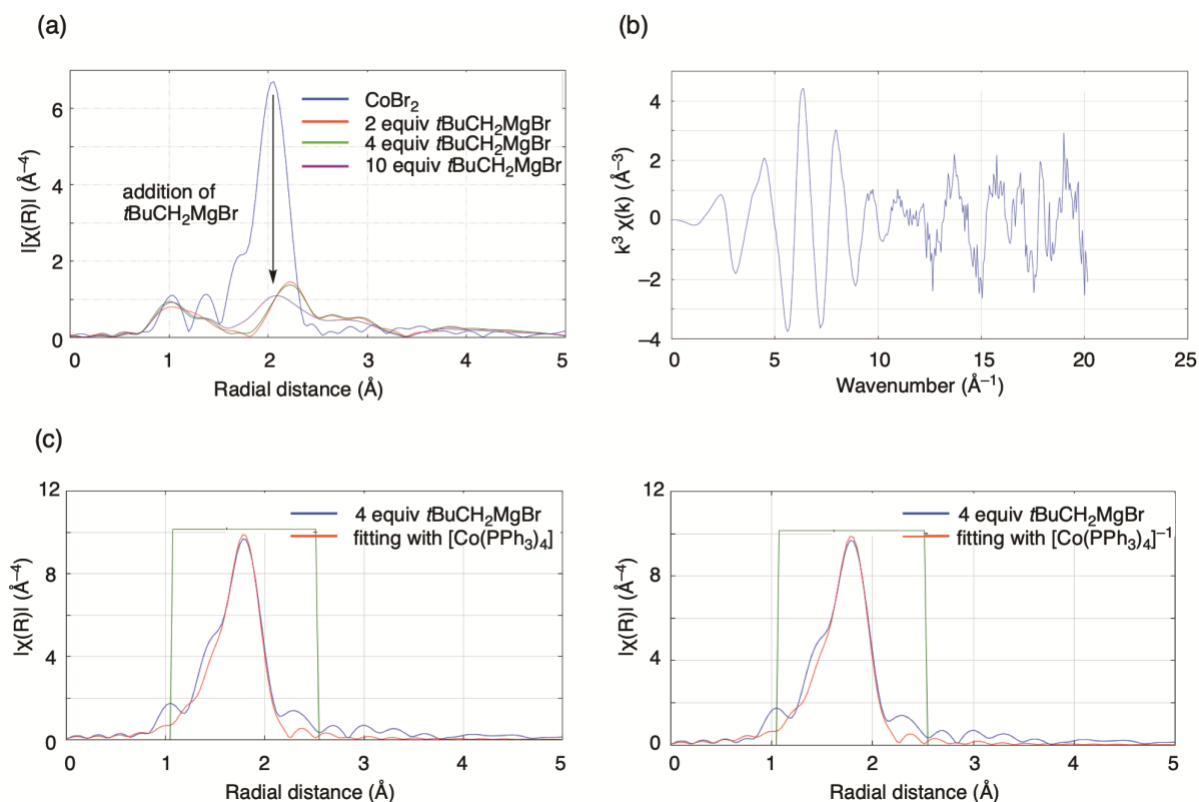 (a)
|[χ(R)| (Å⁻⁴)
6
4
2
0
CoBr₂
2 equiv tBuCH₂MgBr
4 equiv tBuCH₂MgBr
10 equiv tBuCH₂MgBr
addition of
tBuCH₂MgBr
0 1 2 3 4 5
Radial distance (Å)
(b)
k³ χ(k) (Å⁻³)
4
2
0
−2
−4
0 5 10 15 20 25
Wavenumber (Å⁻¹)
(c)
|χ(R)| (Å⁻⁴)
12
8
4
0
4 equiv tBuCH₂MgBr
fitting with [Co(PPh₃)₄]
0 1 2 3 4 5
Radial distance (Å)
|χ(R)| (Å⁻⁴)
12
8
4
0
4 equiv tBuCH₂MgBr
fitting with [Co(PPh₃)₄]⁻¹
0 1 2 3 4 5
Radial distance (Å)